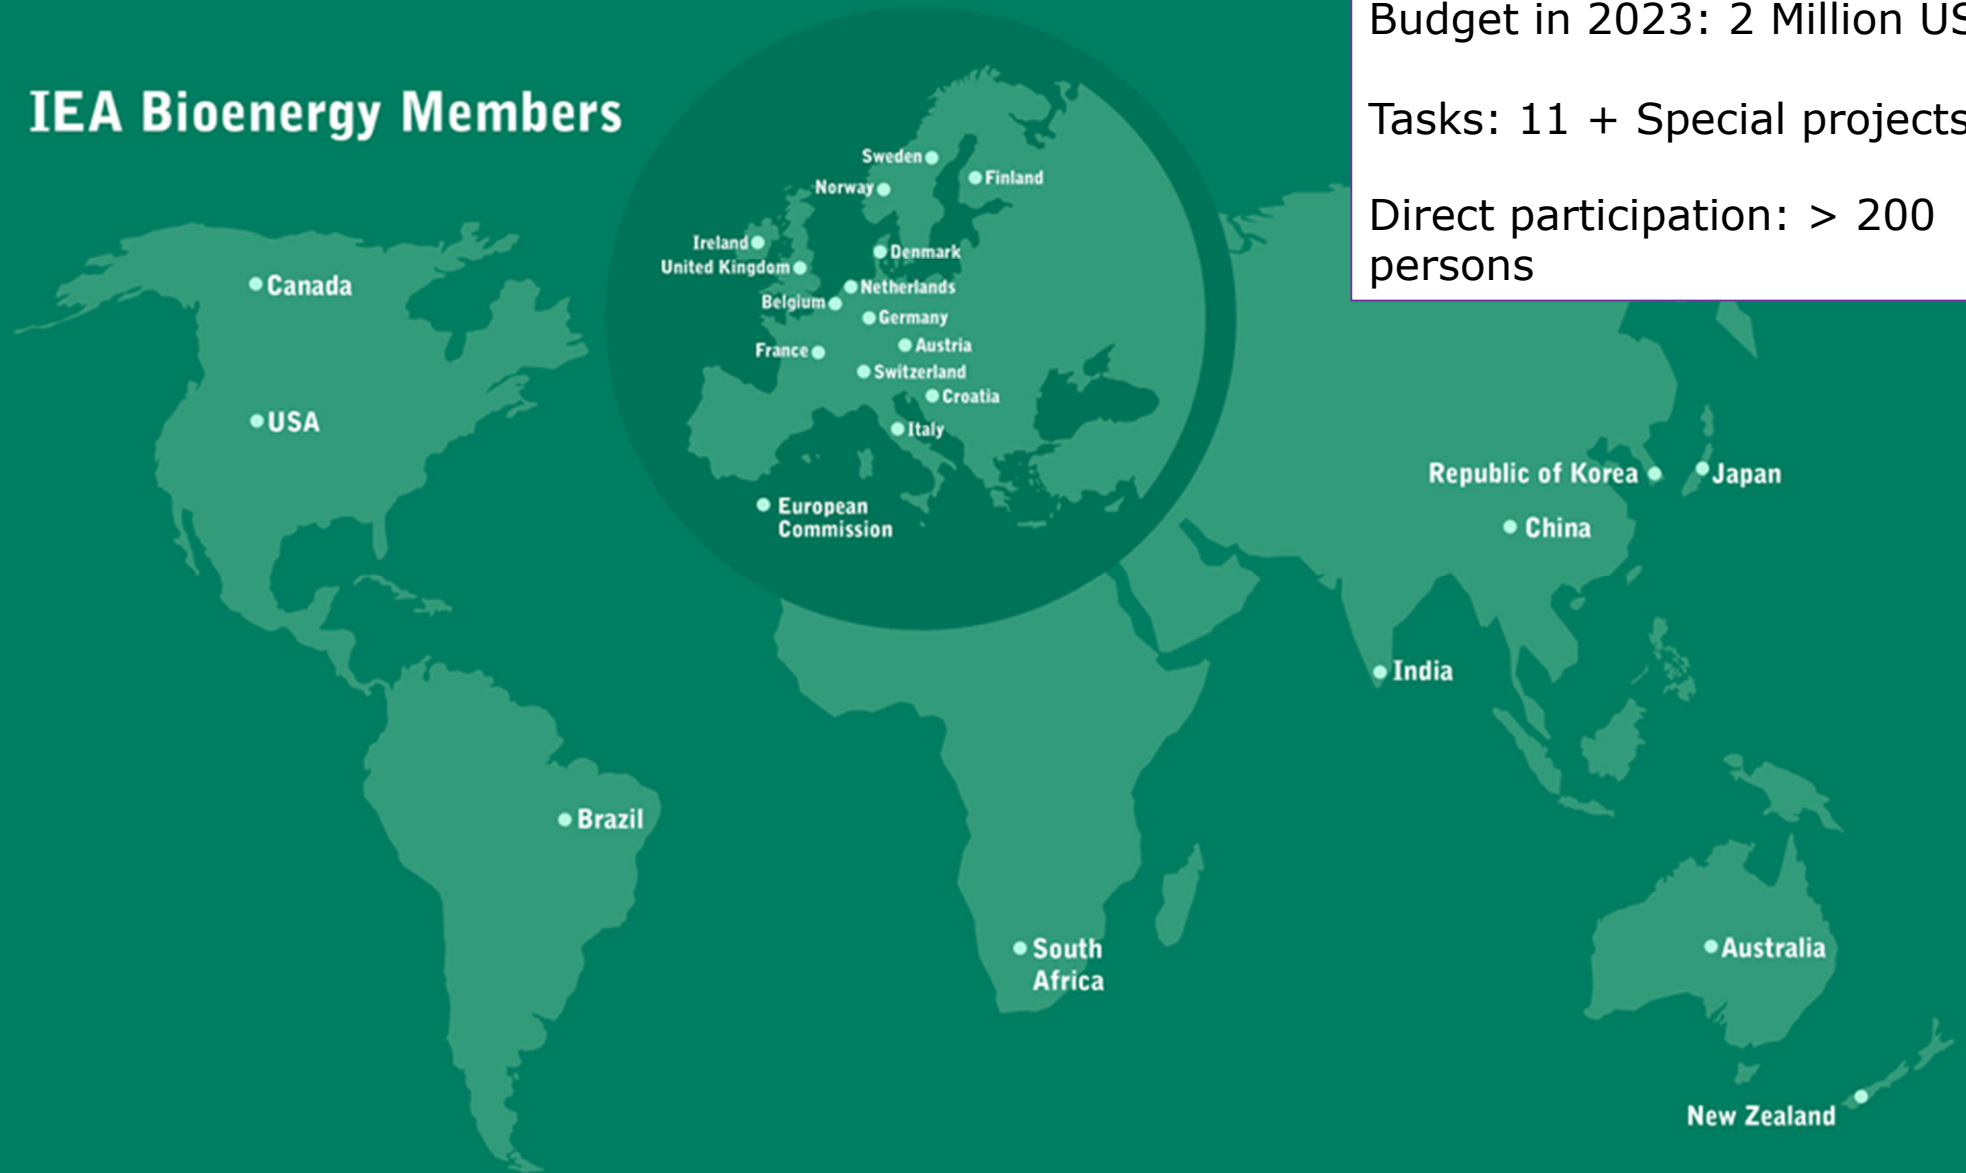 Budget in 2023: 2 Million US
IEA Bioenergy Members
Tasks: 11 + Special projects
Direct participation: > 200
persons
Sweden
Finland
Norway
Ireland
Denmark
United Kingdom
Netherlands
Belgium
Germany
Austria
France
Switzerland
Croatia
Italy
European
Commission
Canada
USA
Republic of Korea
Japan
China
India
Brazil
South
Africa
Australia
New Zealand